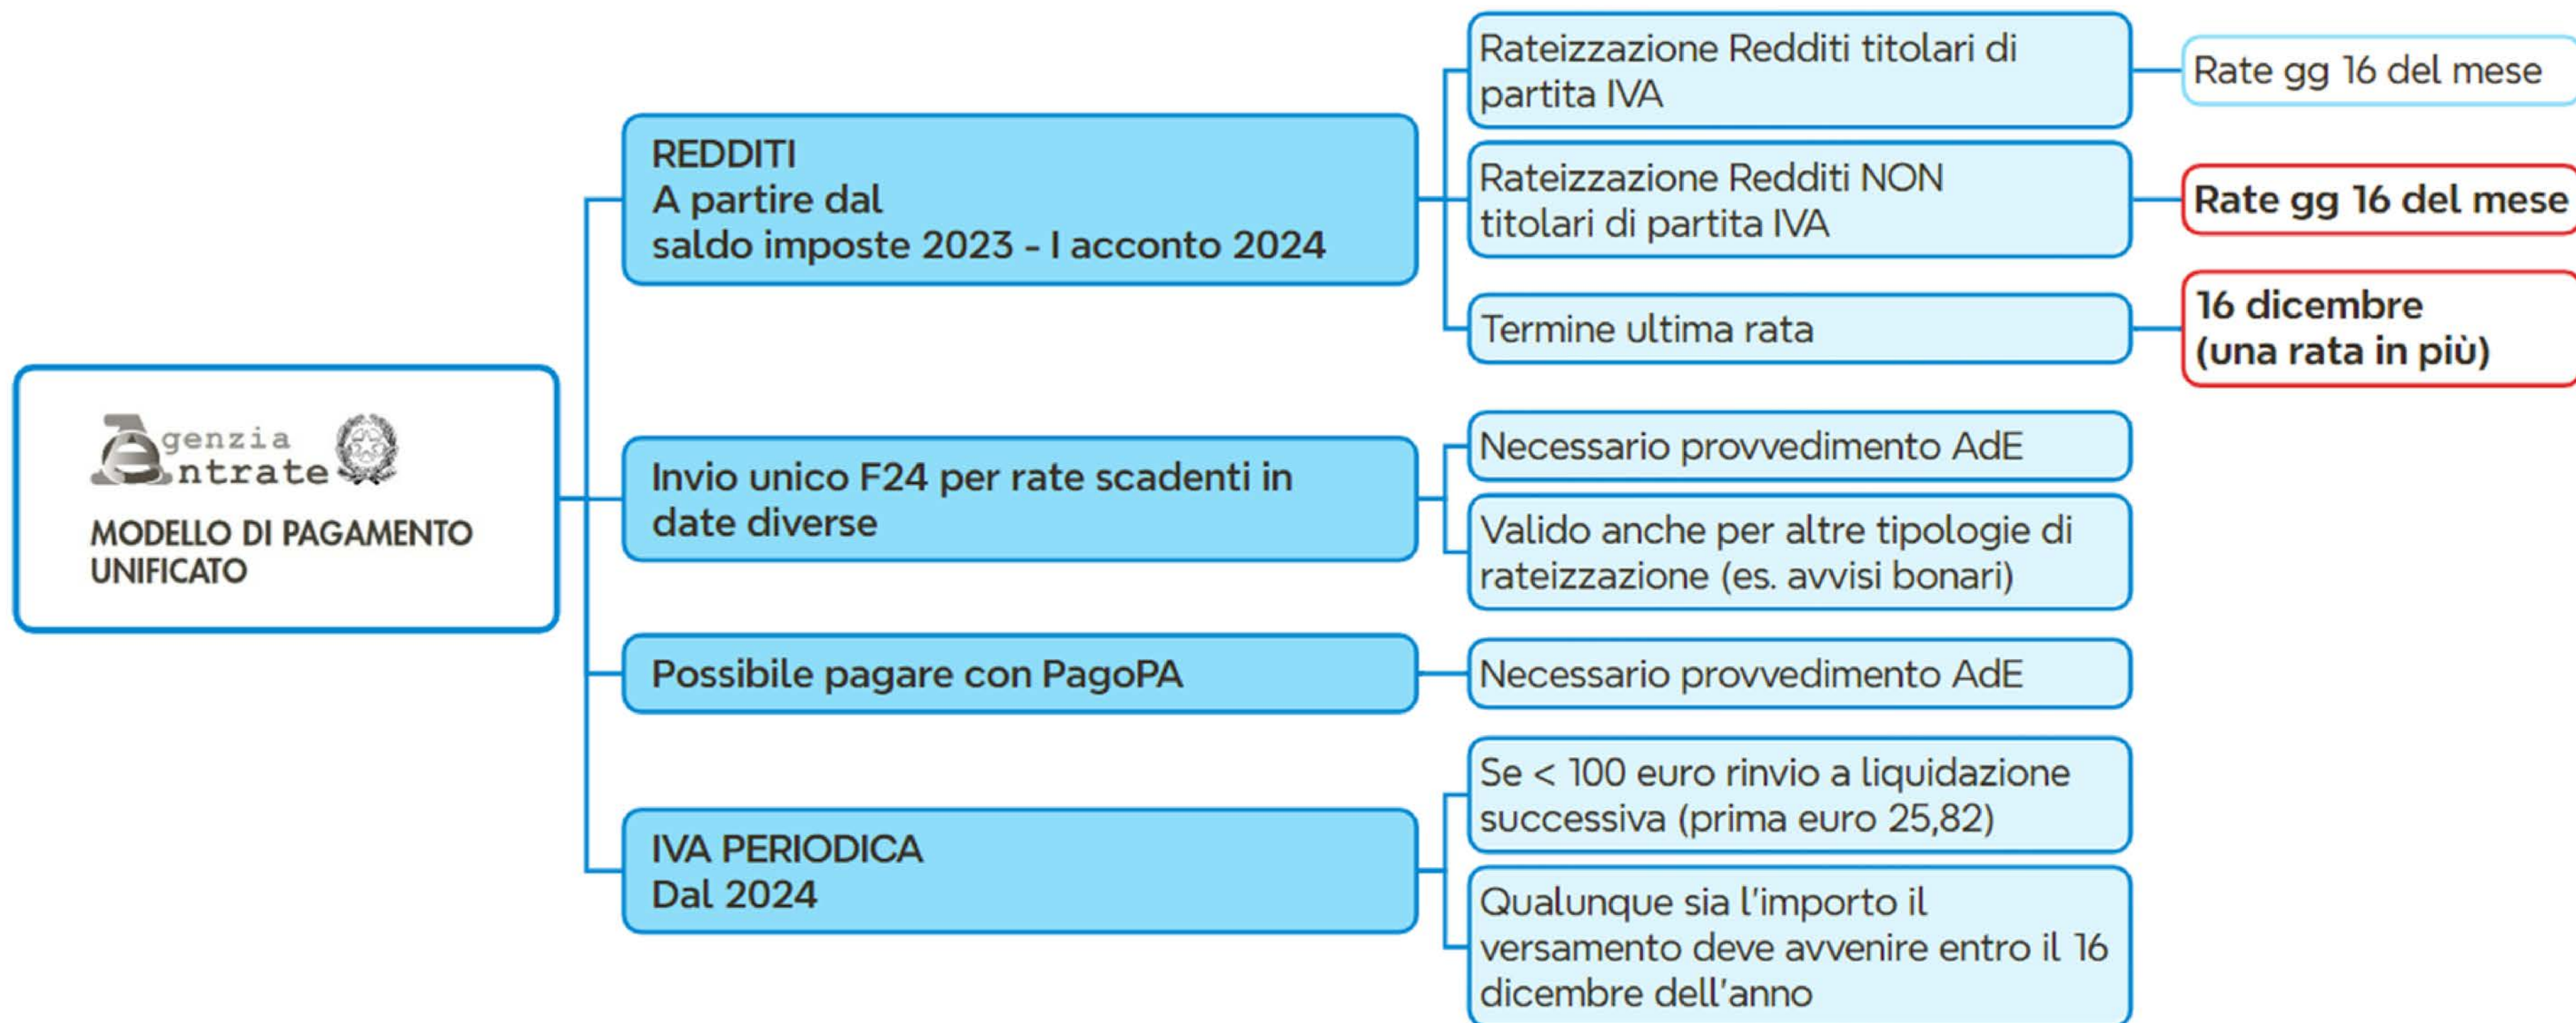 Agenzia
Entrate
MODELLO DI PAGAMENTO
UNIFICATO
REDDITI
A partire dal
saldo imposte 2023 - I acconto 2024
Rateizzazione Redditi titolari di
partita IVA
Rate gg 16 del mese
Rateizzazione Redditi NON
titolari di partita IVA
Rate gg 16 del mese
Termine ultima rata
16 dicembre
(una rata in più)
Invio unico F24 per rate scadenti in
date diverse
Necessario provvedimento AdE
Valido anche per altre tipologie di
rateizzazione (es. avvisi bonari)
Possibile pagare con PagoPA
Necessario provvedimento AdE
IVA PERIODICA
Dal 2024
Se < 100 euro rinvio a liquidazione
successiva (prima euro 25,82)
Qualunque sia l'importo il
versamento deve avvenire entro il 16
dicembre dell'anno